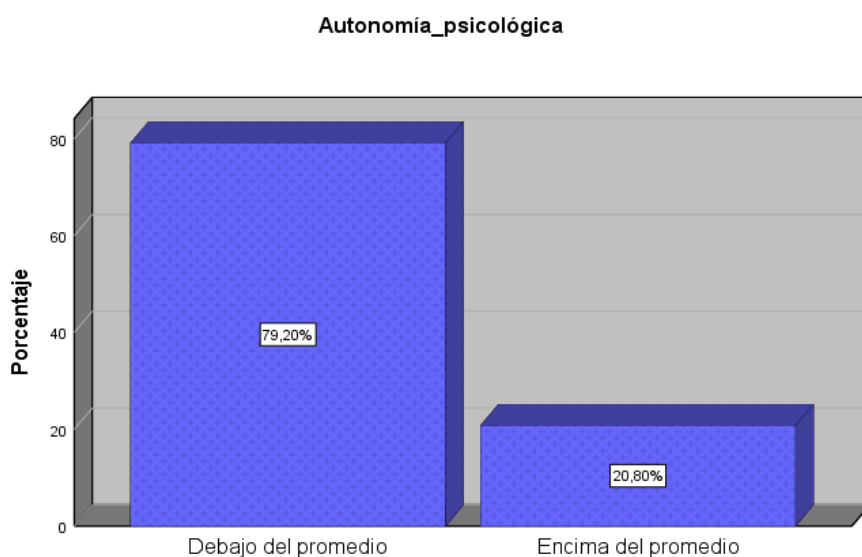 Autonomía_psicológica
Porcentaje
80
60
40
20
0
79,20%
20,80%
Debajo del promedio
Encima del promedio